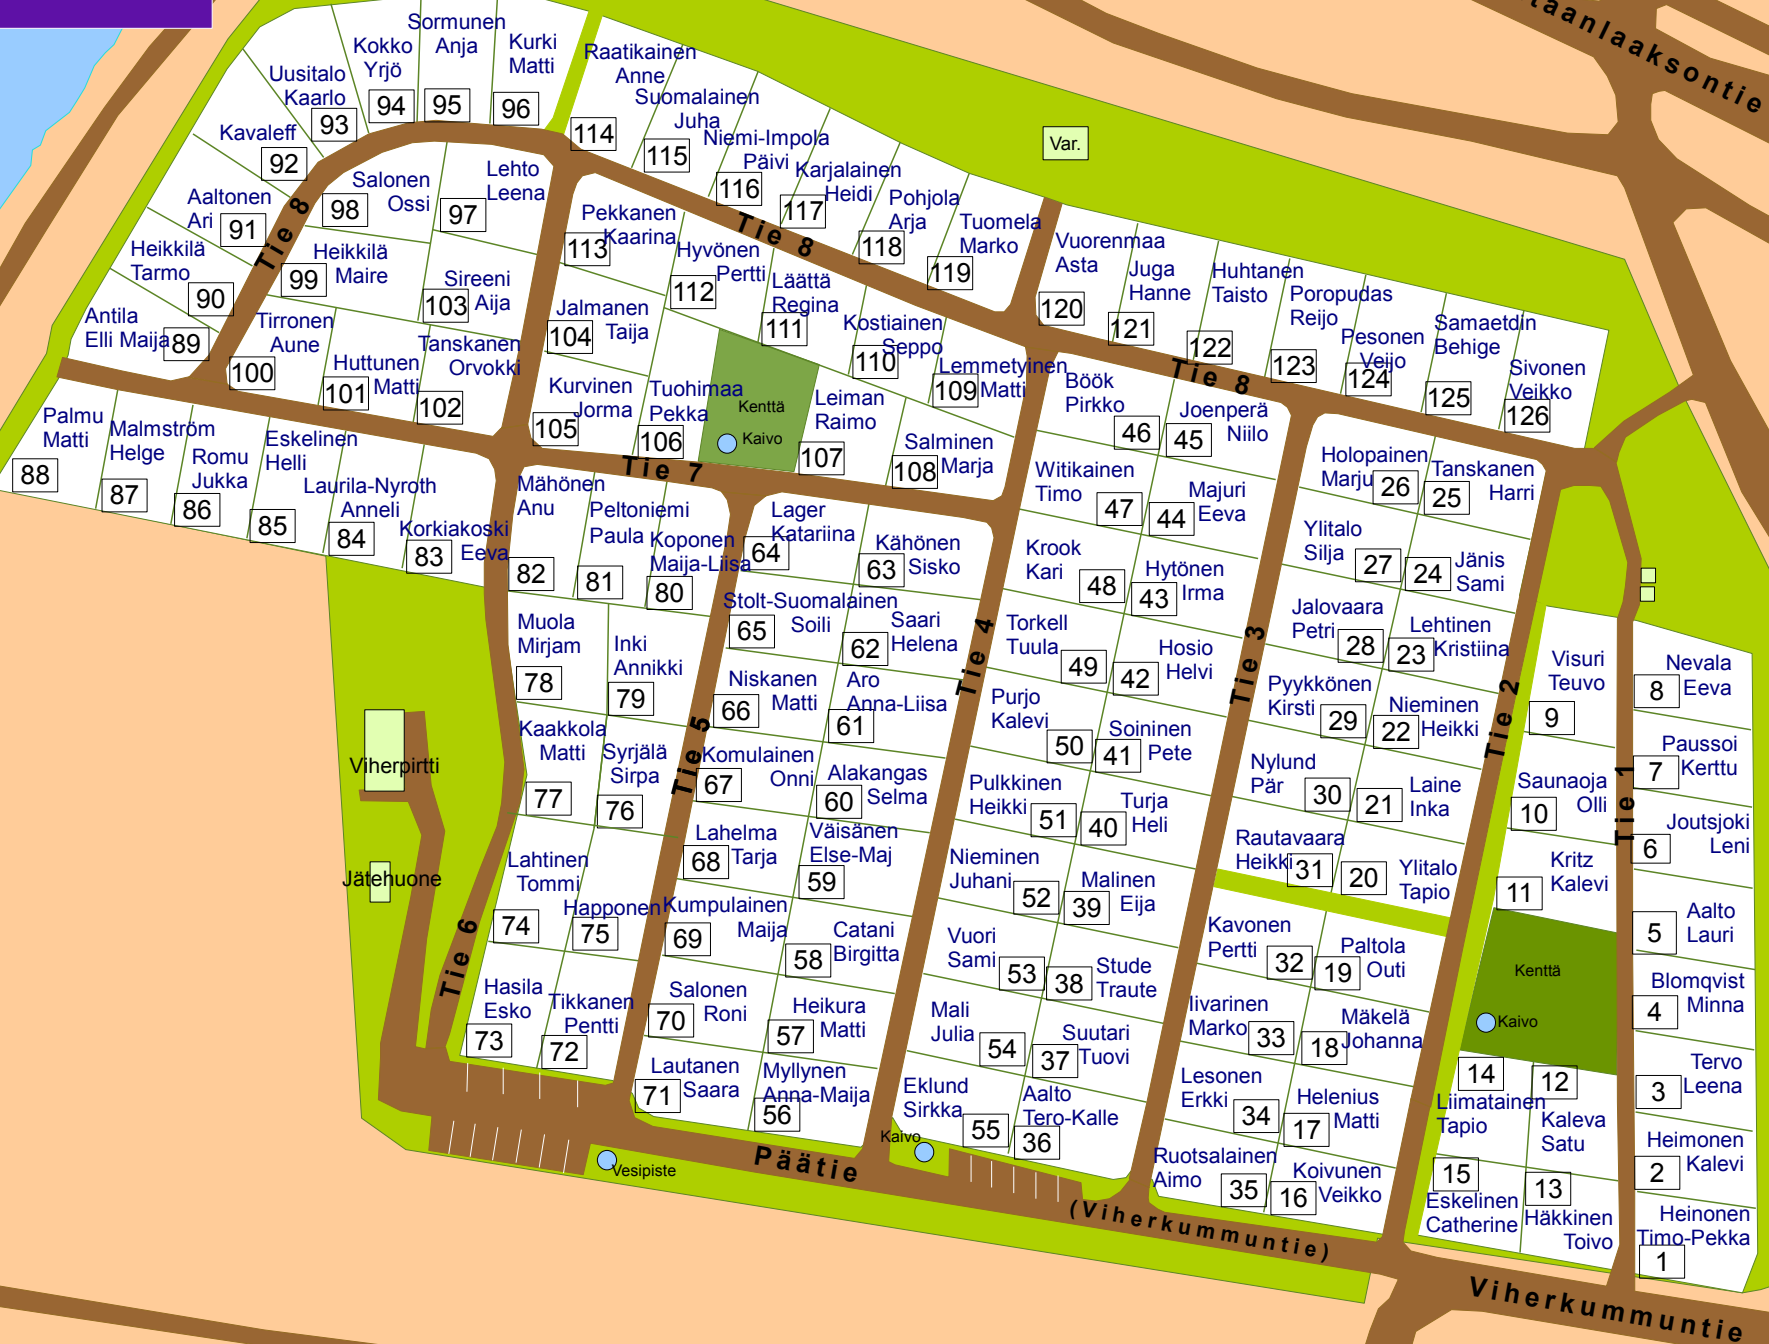 taanlaaksontie
Sormunen
Anja
Kokko
Yrjö
Kurki
Matti
Raatikainen
Anne
Uusitalo
Kaarlo
93
94
95
96
114
Suomalainen
Juha
115
Niemi-Impola
Päivi
116
Karjalainen
Heidi
117
Pohjola
Arja
118
Tuomela
Marko
119
Var.
Kavaleff
92
Aaltonen
Ari
91
Heikkilä
Tarmo
90
Antila
Elli Maija
89
Tie 8
Salonen
Ossi
98
Lehto
Leena
97
Heikkilä
Maire
99
Sireeni
Aija
103
Tirronen
Aune
100
Huttunen
Matti
101
Tanskanen
Orvokki
102
Pekkanen
Kaarina
113
Tie 8
Hyvönen
Pertti
112
Läättä
Regina
111
Kostiainen
Seppo
110
Lemmetyinen
Matti
109
Jalmanen
Taija
104
Kurvinen
Jorma
105
Tuohimaa
Pekka
106
Kenttä
Kaivo
Leiman
Raimo
107
Salminen
Marja
108
Tie 7
Vuorenmaa
Asta
120
Juga
Hanne
121
Huhtanen
Taisto
122
Poropudas
Reijo
123
Pesonen
Veijo
124
Samaetdin
Behige
125
Sivonen
Veikko
126
Tie 8
Palmu
Matti
88
Malmström
Helge
87
Romu
Jukka
86
Eskelinen
Helli
85
Laurila-Nyroth
Anneli
84
Korkiakoski
Eeva
83
Mähönen
Anu
82
Peltoniemi
Paula
81
Koponen
Maija-Liisa
80
Lager
Katariina
64
Kähönen
Sisko
63
Stolt-Suomalainen
Soili
65
Saari
Helena
62
Niskanen
Matti
66
Aro
Anna-Liisa
61
Komulainen
Onni
67
Alakangas
Selma
60
Lahelma
Tarja
68
Väisänen
Else-Maj
59
Kumpulainen
Maija
69
Catani
Birgitta
58
Salonen
Roni
70
Heikura
Matti
57
Lautanen
Saara
71
Myllynen
Anna-Maija
56
Muola
Mirjam
78
Inki
Annikki
79
Kaakkola
Matti
77
Syrjälä
Sirpa
76
Lahtinen
Tommi
74
Happonen
75
Hasila
Esko
73
Tikkanen
Pentti
72
Tie 6
Tie 5
Tie 4
Viherpirtti
Jätehuone
Böök
Pirkko
46
Joenperä
Niilo
45
Witikainen
Timo
47
Majuri
Eeva
44
Krook
Kari
48
Hytönen
Irma
43
Torkell
Tuula
49
Hosio
Helvi
42
Purjo
Kalevi
50
Soininen
Pete
41
Pulkkinen
Heikki
51
Turja
Heli
40
Nieminen
Juhani
52
Malinen
Eija
39
Vuori
Sami
53
Stude
Traute
38
Mali
Julia
54
Suutari
Tuovi
37
Eklund
Sirkka
55
Aalto
Tero-Kalle
36
Tie 3
Holopainen
Marju
26
Tanskanen
Harri
25
Ylitalo
Silja
27
Jänis
Sami
24
Jalovaara
Petri
28
Lehtinen
Kristiina
23
Pyykkönen
Kirsti
29
Nieminen
Heikki
22
Nylund
Pär
30
Laine
Inka
21
Rautavaara
Heikki
31
Ylitalo
Tapio
20
Kavonen
Pertti
32
Paltola
Outi
19
Iivarinen
Marko
33
Mäkelä
Johanna
18
Lesonen
Erkki
34
Helenius
Matti
17
Ruotsalainen
Aimo
35
Koivunen
Veikko
16
Tie 2
Visuri
Teuvo
9
Saunaoja
Olli
10
Kritz
Kalevi
11
Kenttä
Kaivo
14
Liimatainen
Tapio
12
Kaleva
Satu
15
Eskelinen
Catherine
13
Häkkinen
Toivo
Tie 1
Nevala
Eeva
8
Paussoi
Kerttu
7
Joutsjoki
Leni
6
Aalto
Lauri
5
Blomqvist
Minna
4
Tervo
Leena
3
Heimonen
Kalevi
2
Heinonen
Timo-Pekka
1
Kaivo
Vesipiste
Päätie
(Viherkummuntie)
Viherkummuntie